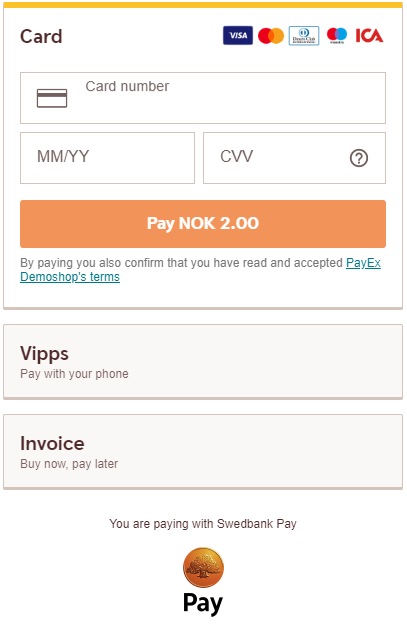 Card
VISA
Diners Club
maestro
ICA
Card number
MM/YY
CVV
?
Pay NOK 2.00
By paying you also confirm that you have read and accepted PayEx
Demoshop's terms
Vipps
Pay with your phone
Invoice
Buy now, pay later
You are paying with Swedbank Pay
Pay